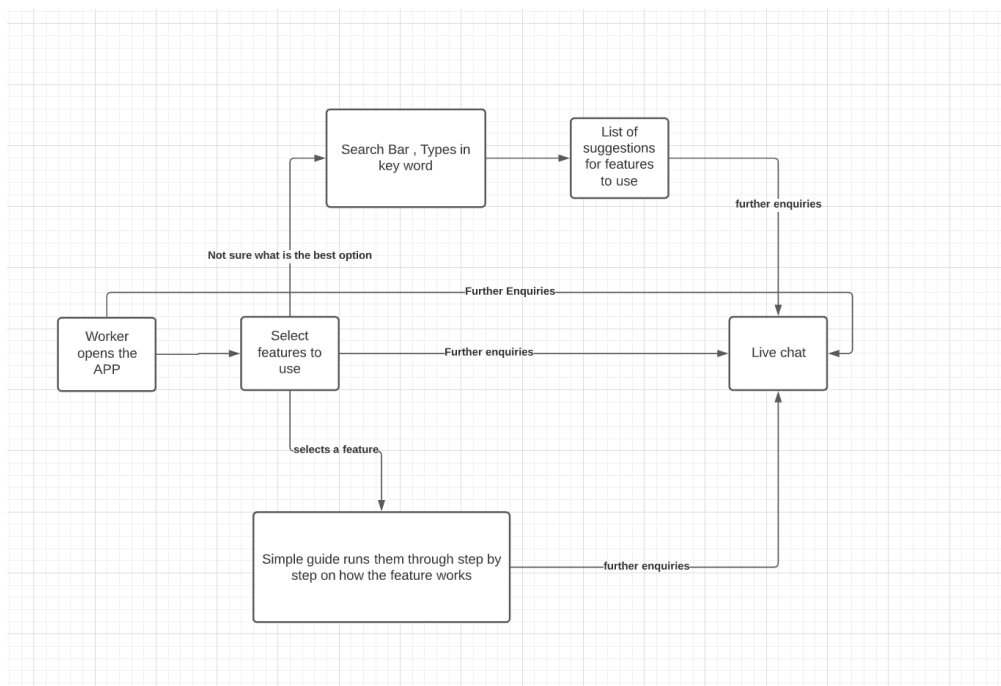 Search Bar , Types in
key word
List of
suggestions
for features
to use
further enquiries
Not sure what is the best option
Further Enquiries
Worker
opens the
APP
Select
features to
use
Further enquiries
Live chat
selects a feature
Simple guide runs them through step by
step on how the feature works
further enquiries